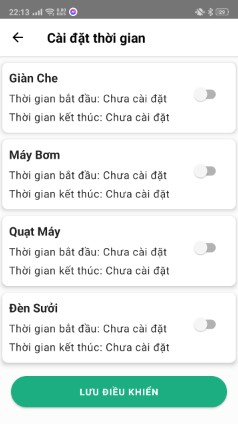 22:13
Cài đặt thời gian
Giàn Che
Thời gian bắt đầu: Chưa cài đặt
Thời gian kết thúc: Chưa cài đặt
Máy Bơm
Thời gian bắt đầu: Chưa cài đặt
Thời gian kết thúc: Chưa cài đặt
Quạt Máy
Thời gian bắt đầu: Chưa cài đặt
Thời gian kết thúc: Chưa cài đặt
Đèn Sưởi
Thời gian bắt đầu: Chưa cài đặt
Thời gian kết thúc: Chưa cài đặt
LƯU ĐIỀU KHIỂN